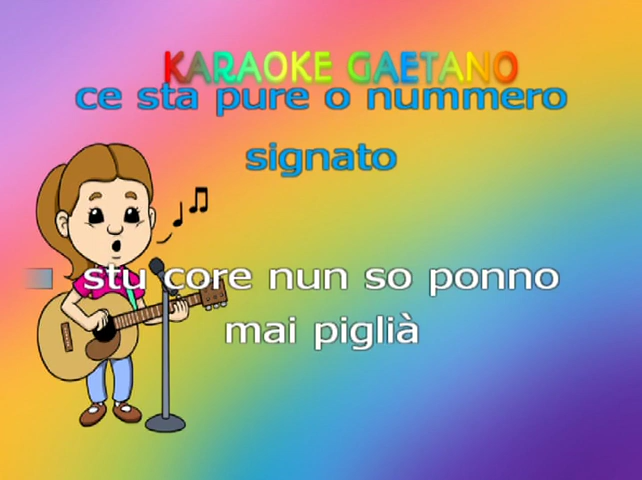 KARAOKE GAETANO
ce sta pure o nummero
signato
stu core nun so ponno
mai piglià